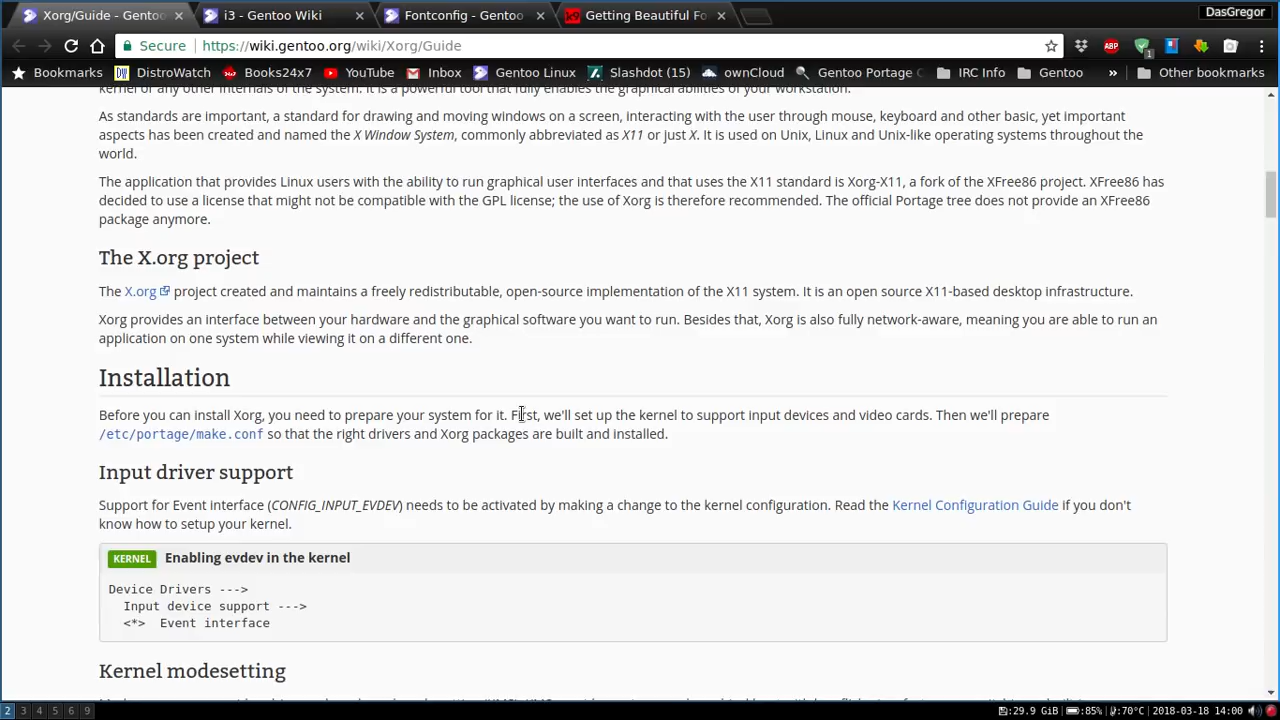 Xorg/Guide - Gentoo
i3 - Gentoo Wiki
Fontconfig - Gentoo
Getting Beautiful Fo
DasGregor
Secure
https://wiki.gentoo.org/wiki/Xorg/Guide
ABP
1
Bookmarks
DistroWatch
Books24x7
YouTube
Inbox
Gentoo Linux
Slashdot (15)
ownCloud
Gentoo Portage
IRC Info
Gentoo
»
Other bookmarks
kernel or any other internals of the system. It is a powerful tool that fully enables the graphical abilities of your workstation.
As standards are important, a standard for drawing and moving windows on a screen, interacting with the user through mouse, keyboard and other basic, yet important
aspects has been created and named the X Window System, commonly abbreviated as X11 or just X. It is used on Unix, Linux and Unix-like operating systems throughout the
world.
The application that provides Linux users with the ability to run graphical user interfaces and that uses the X11 standard is Xorg-X11, a fork of the XFree86 project. XFree86 has
decided to use a license that might not be compatible with the GPL license; the use of Xorg is therefore recommended. The official Portage tree does not provide an XFree86
package anymore.
The X.org project
The X.org project created and maintains a freely redistributable, open-source implementation of the X11 system. It is an open source X11-based desktop infrastructure.
Xorg provides an interface between your hardware and the graphical software you want to run. Besides that, Xorg is also fully network-aware, meaning you are able to run an
application on one system while viewing it on a different one.
Installation
Before you can install Xorg, you need to prepare your system for it. First, we'll set up the kernel to support input devices and video cards. Then we'll prepare
/etc/portage/make.conf so that the right drivers and Xorg packages are built and installed.
Input driver support
Support for Event interface (CONFIG_INPUT_EVDEV) needs to be activated by making a change to the kernel configuration. Read the Kernel Configuration Guide if you don't
know how to setup your kernel.
KERNEL Enabling evdev in the kernel
Device Drivers --->
Input device support --->
<*> Event interface
Kernel modesetting
2 3 4 5 6 9
:29.9 GiB :85% :70°C 2018-03-18 14:00